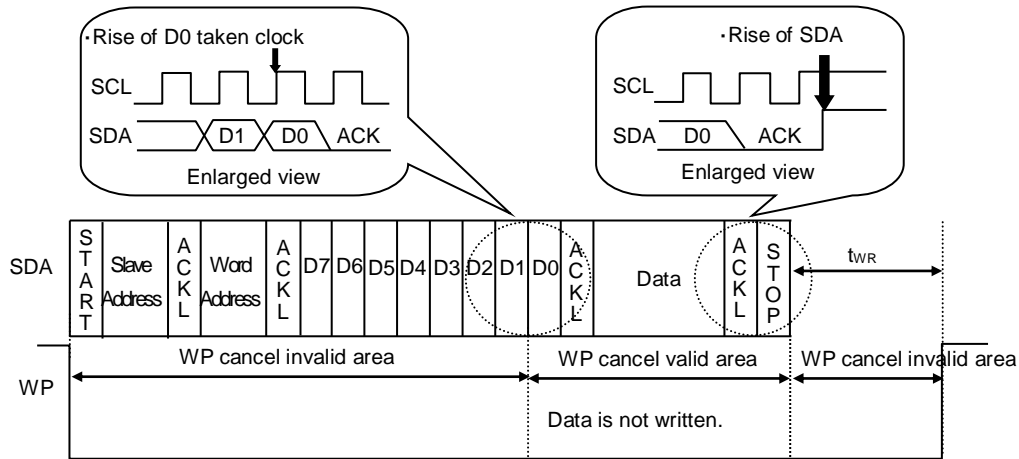 ・Rise of D0 taken clock
SCL
SDA D1 D0 ACK
Enlarged view
・Rise of SDA
SCL
SDA D0 ACK
Enlarged view
SDA START Slave Address ACKL Word Address ACKL D7 D6 D5 D4 D3 D2 D1 D0 ACKL Data ACKL STOP tWR
WP cancel invalid area WP cancel valid area WP cancel invalid area
WP
Data is not written.